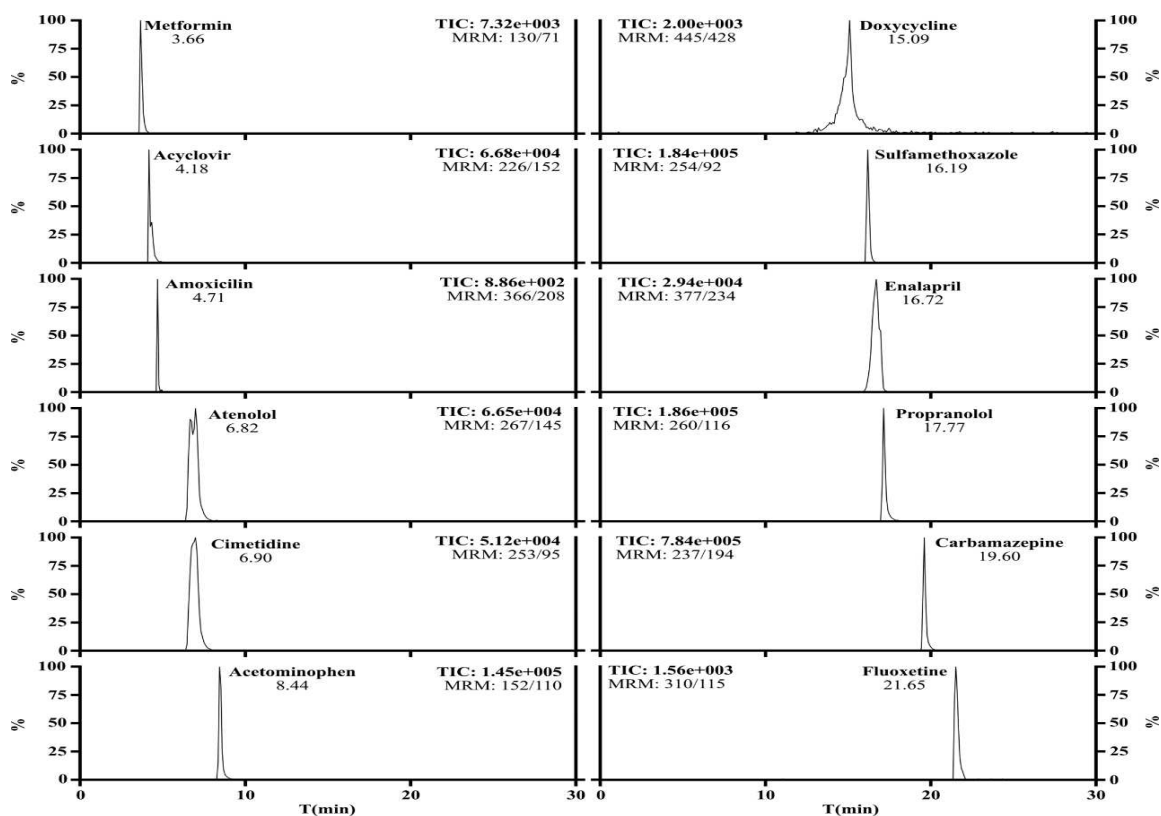 Metformin
3.66
TIC: 7.32e+003
MRM: 130/71
100
75
50
25
0
%
TIC: 2.00e+003
MRM: 445/428
Doxycycline
15.09
100
75
50
25
0
%
Acyclovir
4.18
TIC: 6.68e+004
MRM: 226/152
100
75
50
25
0
%
TIC: 1.84e+005
MRM: 254/92
Sulfamethoxazole
16.19
100
75
50
25
0
%
Amoxicilin
4.71
TIC: 8.86e+002
MRM: 366/208
100
75
50
25
0
%
TIC: 2.94e+004
MRM: 377/234
Enalapril
16.72
100
75
50
25
0
%
Atenolol
6.82
TIC: 6.65e+004
MRM: 267/145
100
75
50
25
0
%
TIC: 1.86e+005
MRM: 260/116
Propranolol
17.77
100
75
50
25
0
%
Cimetidine
6.90
TIC: 5.12e+004
MRM: 253/95
100
75
50
25
0
%
TIC: 7.84e+005
MRM: 237/194
Carbamazepine
19.60
100
75
50
25
0
%
Acetominophen
8.44
TIC: 1.45e+005
MRM: 152/110
100
75
50
25
0
%
TIC: 1.56e+003
MRM: 310/115
Fluoxetine
21.65
100
75
50
25
0
%
0 10 20 30 10 20 30
T(min) T(min)